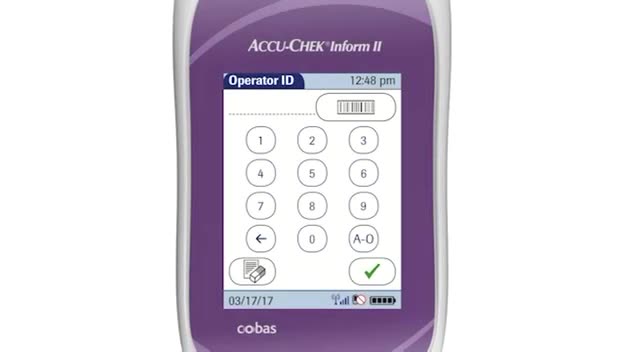 ACCU-CHEK® Inform II
Operator ID 12:48 pm
1 2 3
4 5 6
7 8 9
0 A-O
03/17/17
cobas